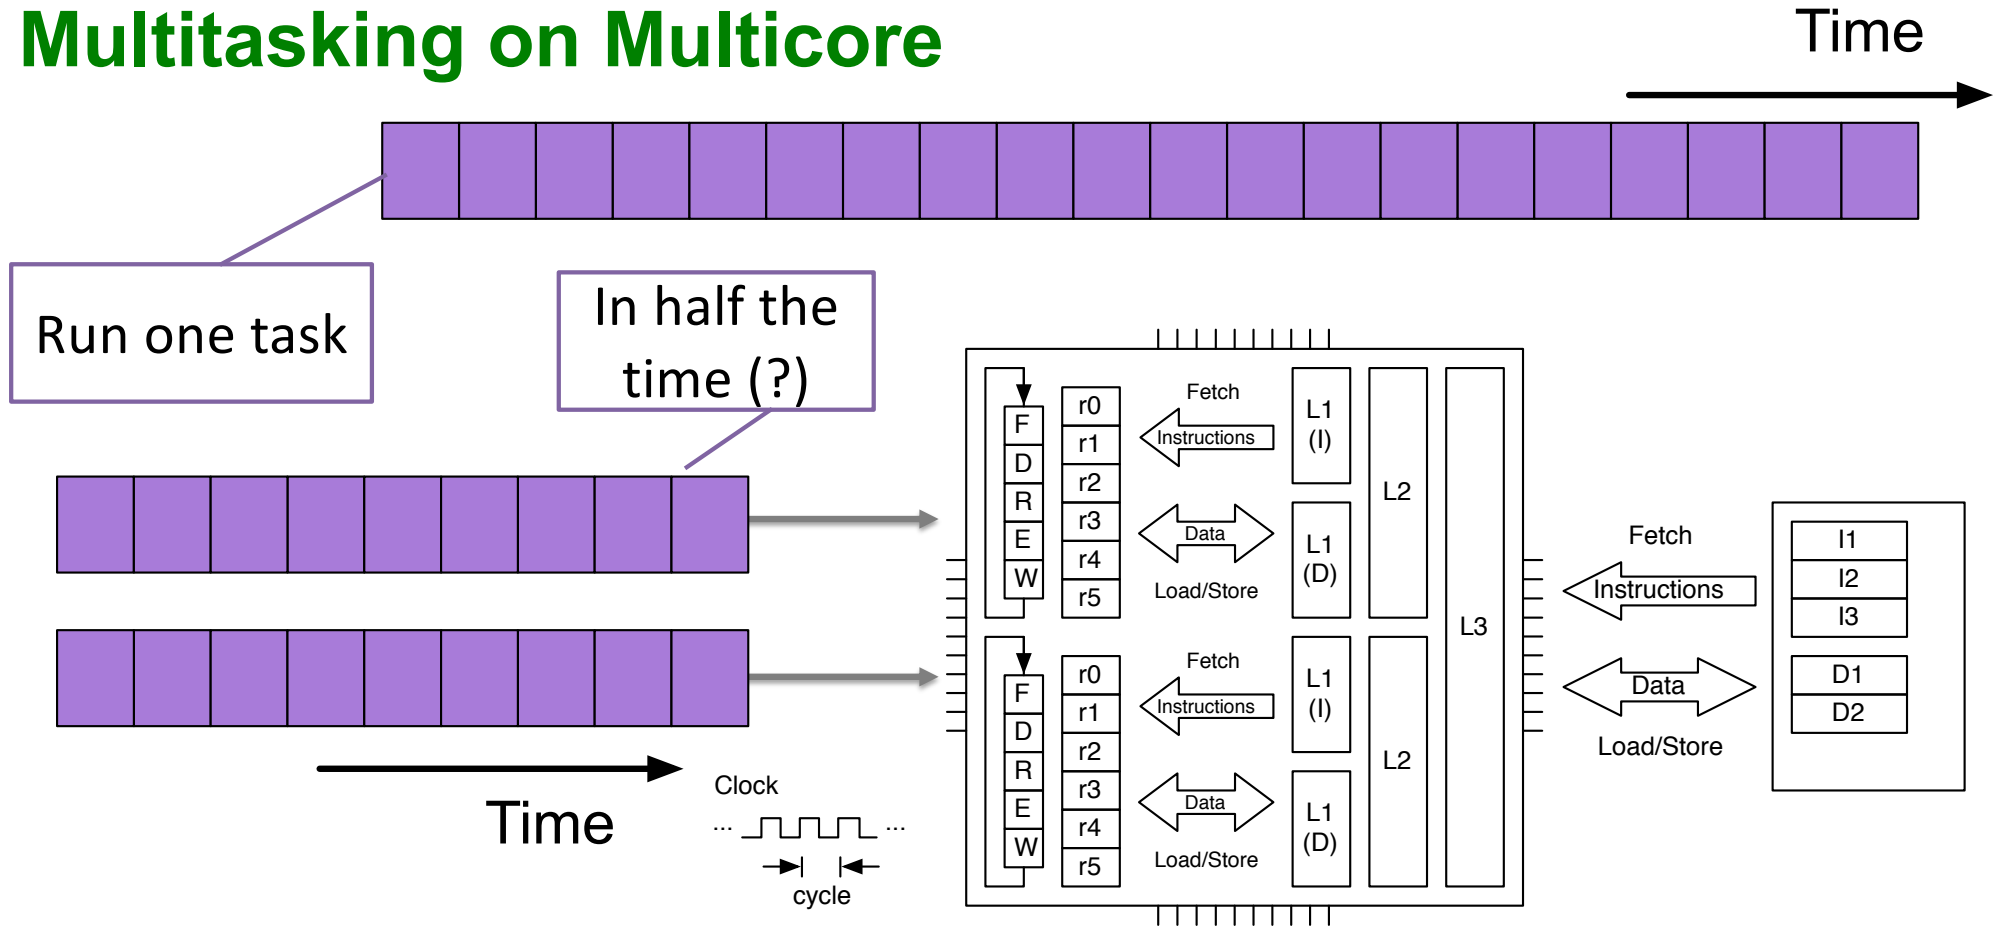 Multitasking on Multicore
Time
Run one task
In half the
time (?)
Time
Clock
... ...
cycle
F
D
R
E
W
r0
r1
r2
r3
r4
r5
Fetch
Instructions
Data
Load/Store
L1
(I)
L1
(D)
L2
F
D
R
E
W
r0
r1
r2
r3
r4
r5
Fetch
Instructions
Data
Load/Store
L1
(I)
L1
(D)
L2
L3
Fetch
Instructions
Data
Load/Store
I1
I2
I3
D1
D2